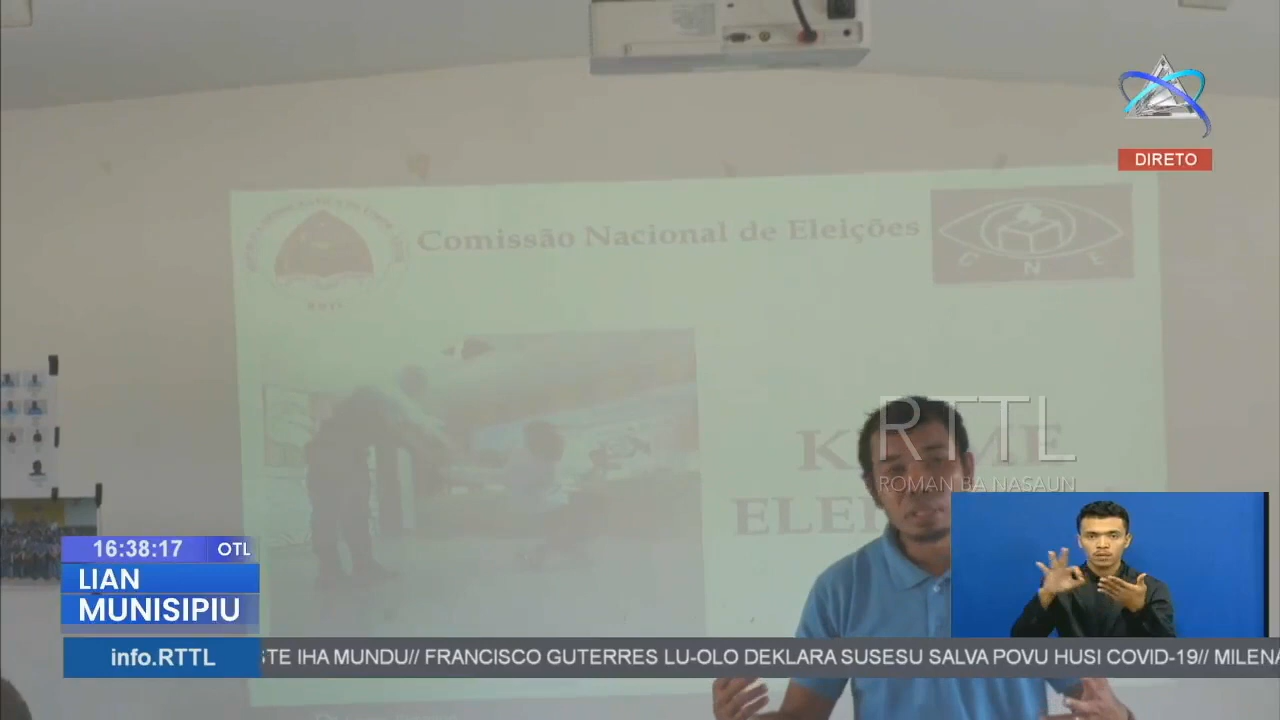 DIRETO
Comissão Nacional de Eleições
C N E
RDTL
RTTL
ROMAN BA NASAUN
16:38:17 OTL
LIAN
MUNISIPIU
info.RTTL
STE IHA MUNDU// FRANCISCO GUTERRES LU-OLO DEKLARA SUSESU SALVA POVU HUSI COVID-19// MILENA